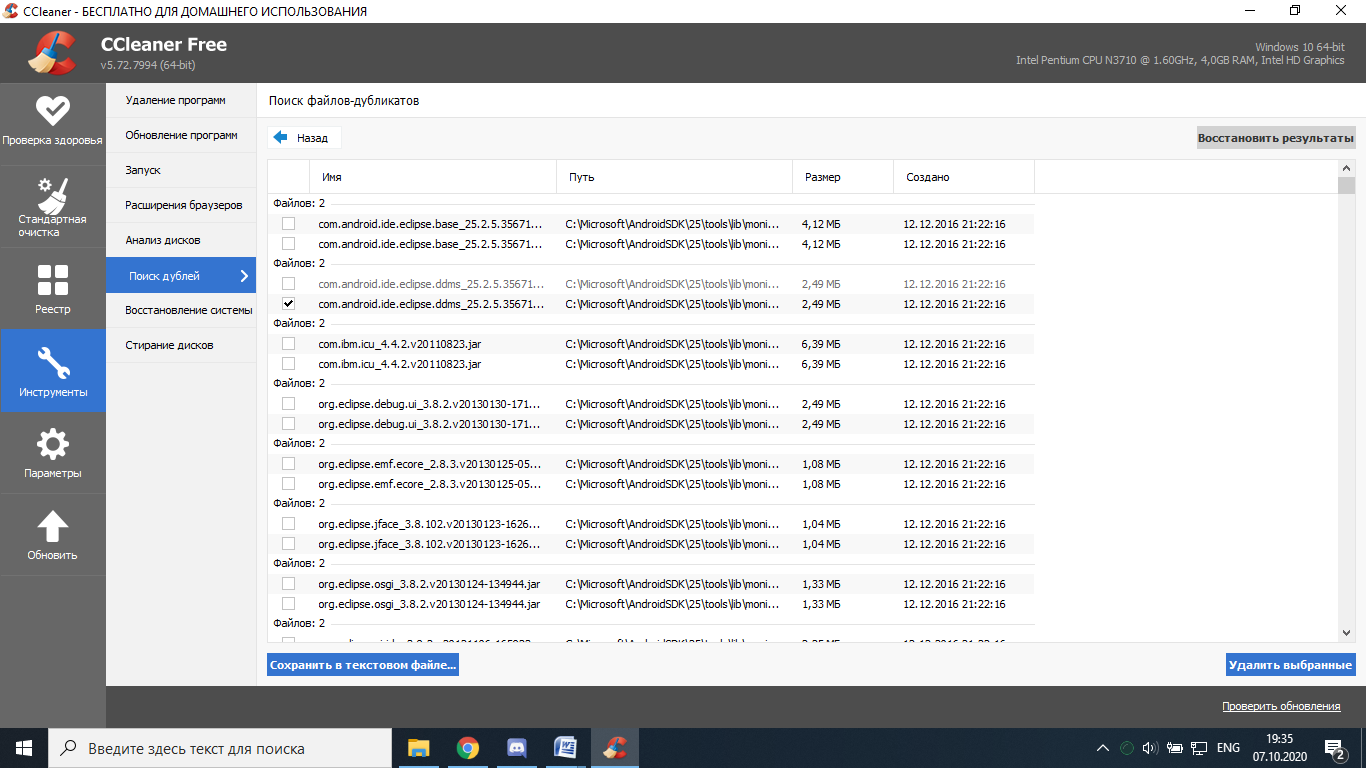 CCleaner - БЕСПЛАТНО ДЛЯ ДОМАШНЕГО ИСПОЛЬЗОВАНИЯ
CCleaner Free
v5.72.7994 (64-bit)
Windows 10 64-bit
Intel Pentium CPU N3710 @ 1.60GHz, 4,0GB RAM, Intel HD Graphics
Проверка здоровья
Стандартная
очистка
Реестр
Инструменты
Параметры
Обновить
Удаление программ
Обновление программ
Запуск
Расширения браузеров
Анализ дисков
Поиск дублей
Восстановление системы
Стирание дисков
Поиск файлов-дубликатов
Назад
Восстановить результаты
Имя Путь Размер Создано
Файлов: 2
com.android.ide.eclipse.base_25.2.5.35671... C:\Microsoft\AndroidSDK\25\tools\lib\moni... 4,12 МБ 12.12.2016 21:22:16
com.android.ide.eclipse.base_25.2.5.35671... C:\Microsoft\AndroidSDK\25\tools\lib\moni... 4,12 МБ 12.12.2016 21:22:16
Файлов: 2
com.android.ide.eclipse.ddms_25.2.5.35671... C:\Microsoft\AndroidSDK\25\tools\lib\moni... 2,49 МБ 12.12.2016 21:22:16
com.android.ide.eclipse.ddms_25.2.5.35671... C:\Microsoft\AndroidSDK\25\tools\lib\moni... 2,49 МБ 12.12.2016 21:22:16
Файлов: 2
com.ibm.icu_4.4.2.v20110823.jar C:\Microsoft\AndroidSDK\25\tools\lib\moni... 6,39 МБ 12.12.2016 21:22:16
com.ibm.icu_4.4.2.v20110823.jar C:\Microsoft\AndroidSDK\25\tools\lib\moni... 6,39 МБ 12.12.2016 21:22:16
Файлов: 2
org.eclipse.debug.ui_3.8.2.v20130130-171... C:\Microsoft\AndroidSDK\25\tools\lib\moni... 2,49 МБ 12.12.2016 21:22:16
org.eclipse.debug.ui_3.8.2.v20130130-171... C:\Microsoft\AndroidSDK\25\tools\lib\moni... 2,49 МБ 12.12.2016 21:22:16
Файлов: 2
org.eclipse.emf.ecore_2.8.3.v20130125-05... C:\Microsoft\AndroidSDK\25\tools\lib\moni... 1,08 МБ 12.12.2016 21:22:16
org.eclipse.emf.ecore_2.8.3.v20130125-05... C:\Microsoft\AndroidSDK\25\tools\lib\moni... 1,08 МБ 12.12.2016 21:22:16
Файлов: 2
org.eclipse.jface_3.8.102.v20130123-1626... C:\Microsoft\AndroidSDK\25\tools\lib\moni... 1,04 МБ 12.12.2016 21:22:16
org.eclipse.jface_3.8.102.v20130123-1626... C:\Microsoft\AndroidSDK\25\tools\lib\moni... 1,04 МБ 12.12.2016 21:22:16
Файлов: 2
org.eclipse.osgi_3.8.2.v20130124-134944.jar C:\Microsoft\AndroidSDK\25\tools\lib\moni... 1,33 МБ 12.12.2016 21:22:16
org.eclipse.osgi_3.8.2.v20130124-134944.jar C:\Microsoft\AndroidSDK\25\tools\lib\moni... 1,33 МБ 12.12.2016 21:22:16
Файлов: 2
Сохранить в текстовом файле...
Удалить выбранные
Проверить обновления
Введите здесь текст для поиска
ENG
19:35
07.10.2020
2